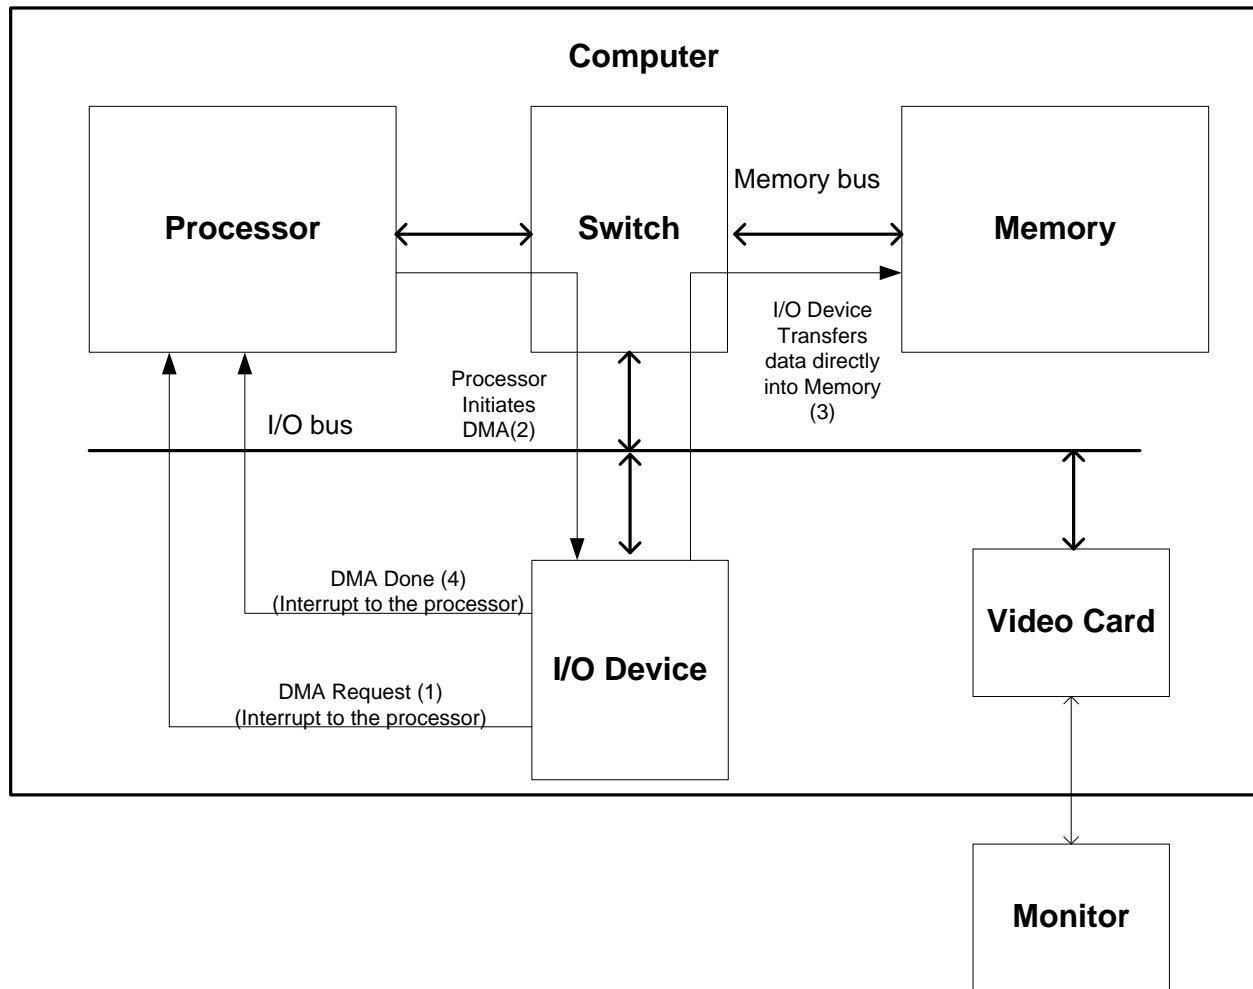 Computer
Processor
Switch
Memory bus
Memory
I/O Device
Transfers
data directly
into Memory
(3)
Processor
Initiates
DMA(2)
I/O bus
DMA Done (4)
(Interrupt to the processor)
I/O Device
DMA Request (1)
(Interrupt to the processor)
Video Card
Monitor